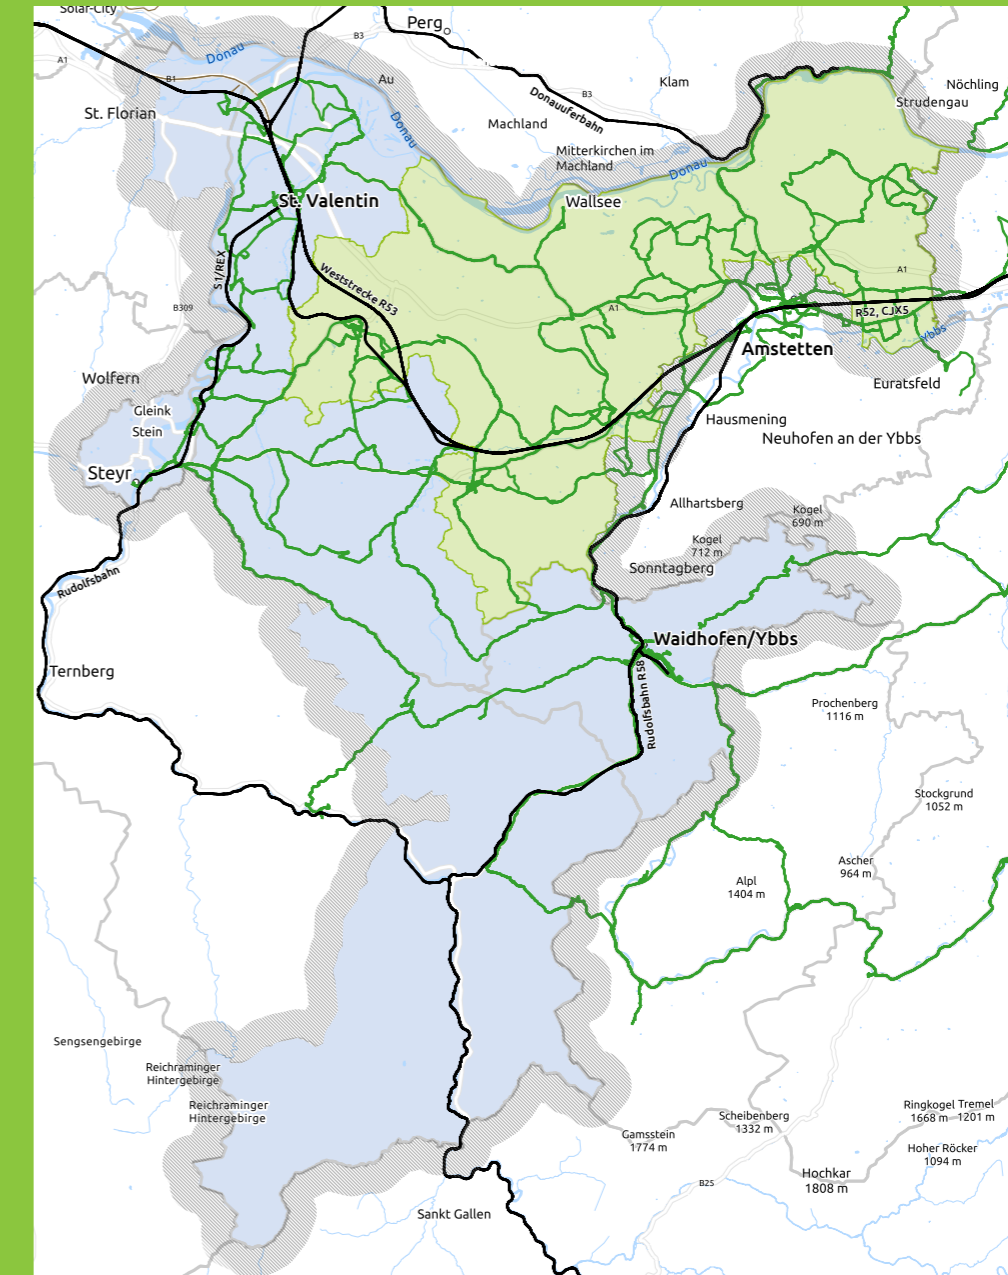 Solar-City
Perg
B3
A1
Donau
B1
Au
Klam
Nöchling
Strudengau
B3
Donauuferbahn
St. Florian
Donau
Machland
Mitterkirchen im
Machland
Donau
St. Valentin
Wallsee
S1/REX
Weststrecke R53
A1
B309
A1
R52, CJX5
Ybbs
Amstetten
Wolfern
Euratsfeld
Gleink
Stein
Hausmening
Neuhofen an der Ybbs
Steyr
Allhartsberg
Kogel
690 m
Kogel
712 m
Sonntagberg
Rudolfsbahn
Waidhofen/Ybbs
Ternberg
Rudolfsbahn R58
Prochenberg
1116 m
Stockgrund
1052 m
Ascher
964 m
Alpl
1404 m
Sengsengebirge
Reichraminger
Hintergebirge
Reichraminger
Hintergebirge
Ringkogel
1668 m
Tremel
1201 m
Scheibenberg
1332 m
Gamsstein
1774 m
Hoher Röcker
1094 m
Hochkar
1808 m
B25
Sankt Gallen